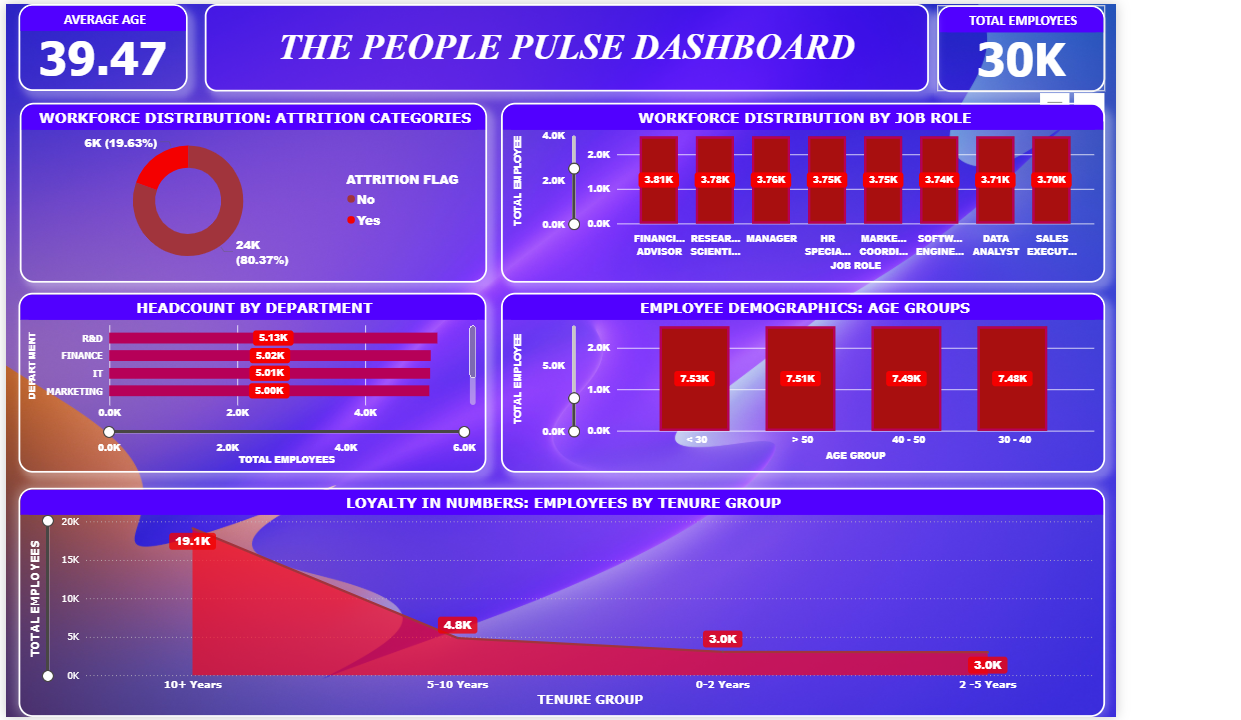 AVERAGE AGE
39.47
THE PEOPLE PULSE DASHBOARD
TOTAL EMPLOYEES
30K
WORKFORCE DISTRIBUTION: ATTRITION CATEGORIES
6K (19.63%)
24K
(80.37%)
ATTRITION FLAG
No
Yes
WORKFORCE DISTRIBUTION BY JOB ROLE
TOTAL EMPLOYEE
4.0K
2.0K
0.0K
2.0K
1.0K
0.0K
3.81K 3.78K 3.76K 3.75K 3.75K 3.74K 3.71K 3.70K
FINANCI... RESEAR... MANAGER HR MARKE... SOFTW... DATA SALES
ADVISOR SCIENTI... SPECIA... COORDI... ENGINE... ANALYST EXECUT...
JOB ROLE
HEADCOUNT BY DEPARTMENT
DEPARTMENT
R&D 5.13K
FINANCE 5.02K
IT 5.01K
MARKETING 5.00K
0.0K 2.0K 4.0K
0.0K 2.0K 4.0K 6.0K
TOTAL EMPLOYEES
EMPLOYEE DEMOGRAPHICS: AGE GROUPS
TOTAL EMPLOYEE
5.0K
0.0K
2.0K
1.0K
0.0K
7.53K 7.51K 7.49K 7.48K
< 30 > 50 40 - 50 30 - 40
AGE GROUP
LOYALTY IN NUMBERS: EMPLOYEES BY TENURE GROUP
TOTAL EMPLOYEES
20K
15K
10K
5K
0K
19.1K
4.8K
3.0K
3.0K
10+ Years 5-10 Years 0-2 Years 2 -5 Years
TENURE GROUP